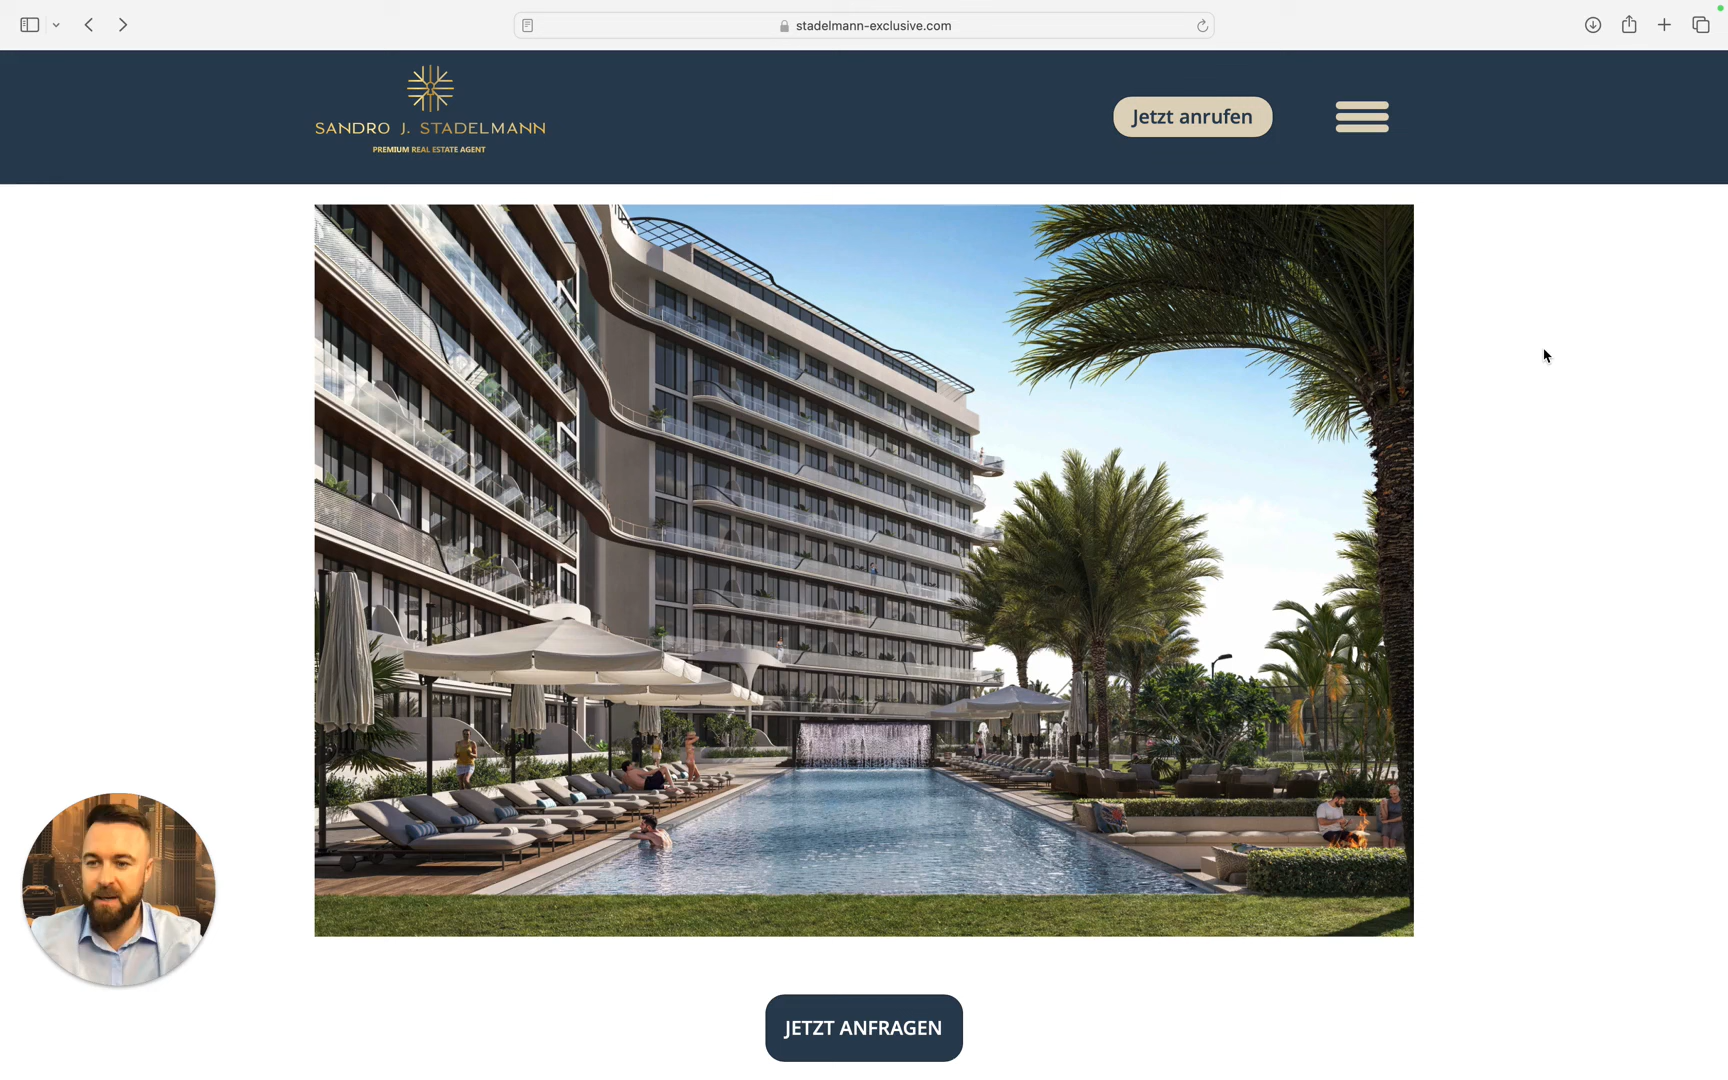 stadelmann-exclusive.com
SANDRO J. STADELMANN
PREMIUM REAL ESTATE AGENT
Jetzt anrufen
JETZT ANFRAGEN